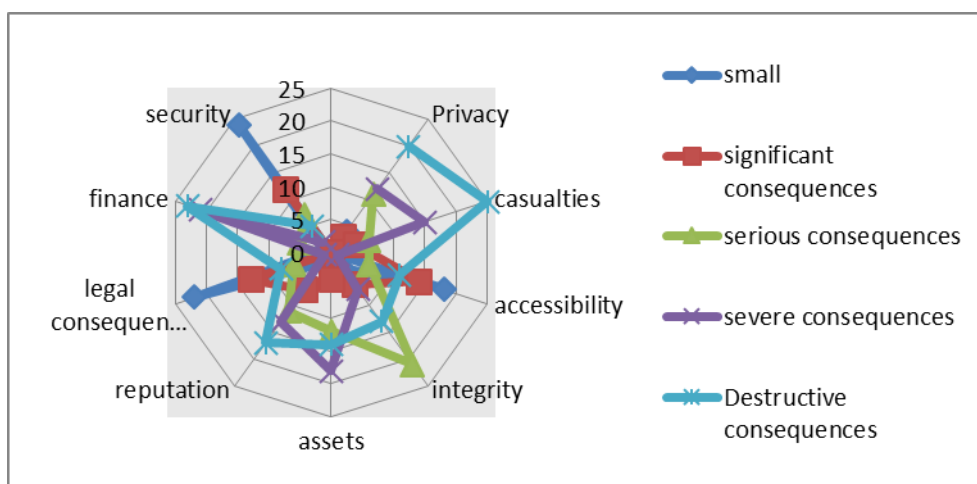 25
20
15
10
5
0
Privacy
casualties
accessibility
integrity
assets
reputation
legal
consequen...
finance
security
small
significant
consequences
serious consequences
severe consequences
Destructive
consequences